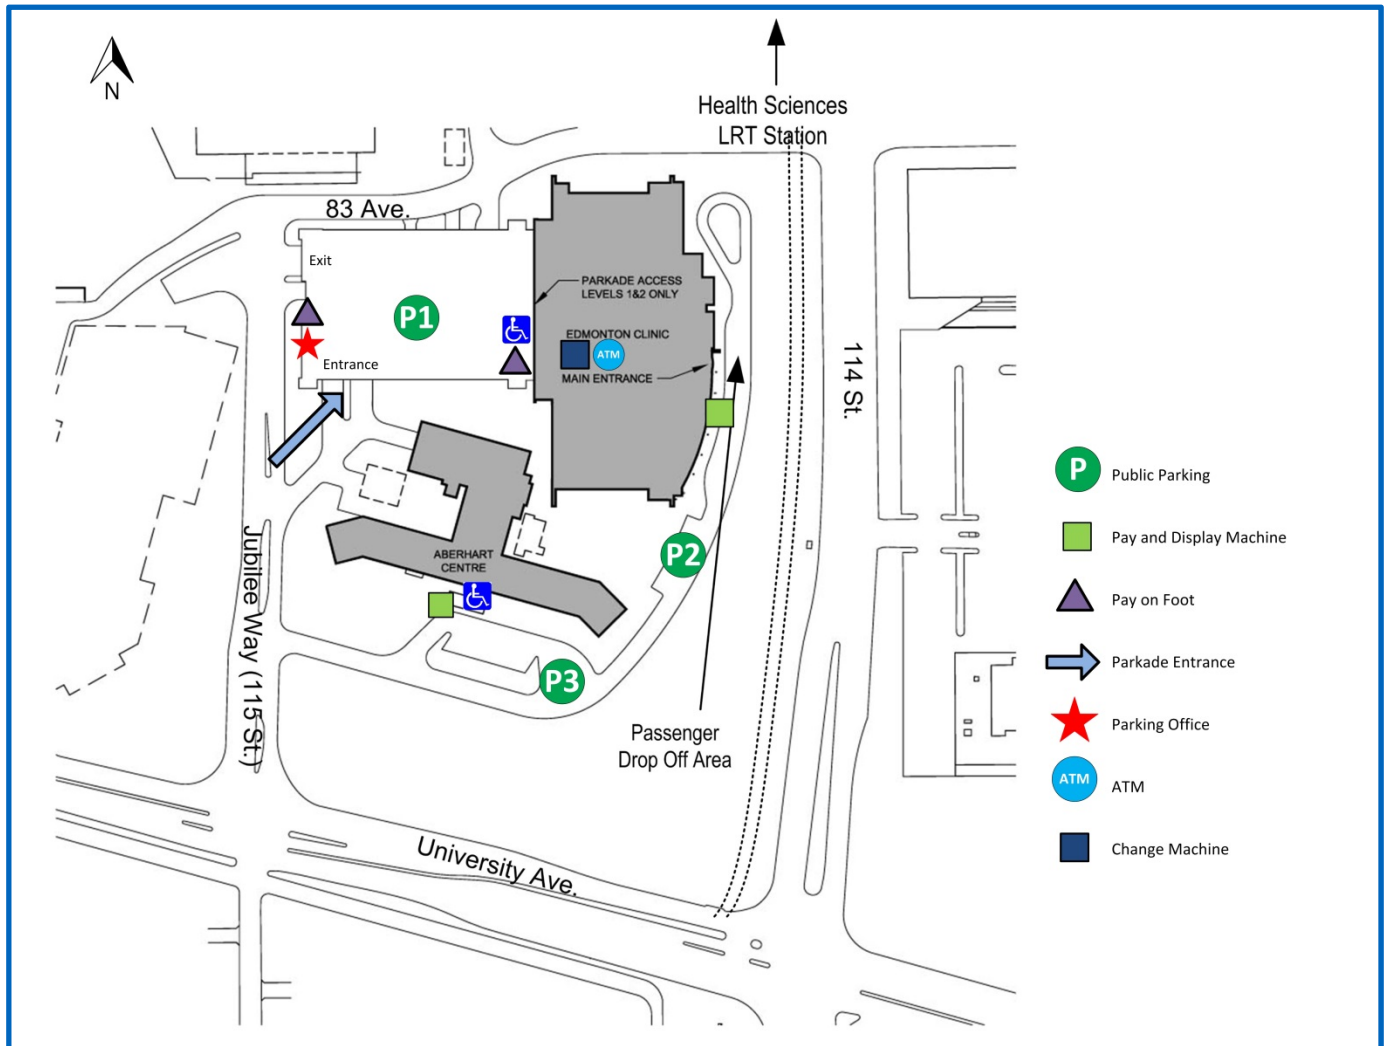 N
Health Sciences
LRT Station
83 Ave.
Exit
P1
PARKADE ACCESS
LEVELS 1&2 ONLY
EDMONTON CLINIC
ATM
Entrance
MAIN ENTRANCE
114 St.
P
Public Parking
Pay and Display Machine
ABERHART
CENTRE
P2
Pay on Foot
Jubilee Way (115 St.)
Parkade Entrance
P3
Passenger
Drop Off Area
Parking Office
ATM
ATM
University Ave.
Change Machine